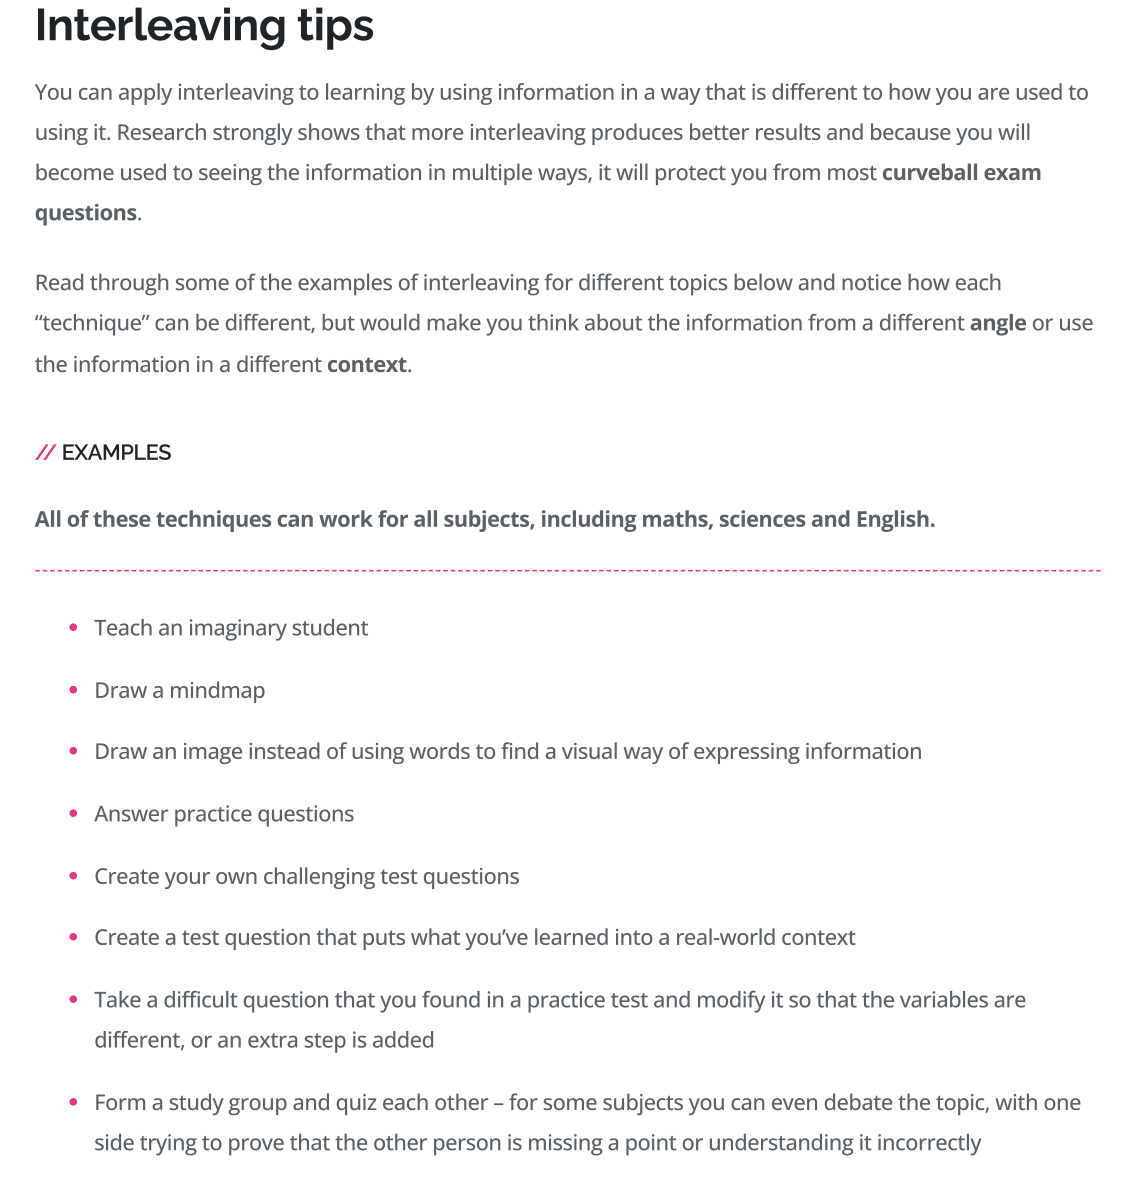 Interleaving tips
You can apply interleaving to learning by using information in a way that is different to how you are used to
using it. Research strongly shows that more interleaving produces better results and because you will
become used to seeing the information in multiple ways, it will protect you from most curveball exam
questions.
Read through some of the examples of interleaving for different topics below and notice how each
“technique” can be different, but would make you think about the information from a different angle or use
the information in a different context.
// EXAMPLES
All of these techniques can work for all subjects, including maths, sciences and English.
• Teach an imaginary student
• Draw a mindmap
• Draw an image instead of using words to find a visual way of expressing information
• Answer practice questions
• Create your own challenging test questions
• Create a test question that puts what you’ve learned into a real-world context
• Take a difficult question that you found in a practice test and modify it so that the variables are
different, or an extra step is added
• Form a study group and quiz each other – for some subjects you can even debate the topic, with one
side trying to prove that the other person is missing a point or understanding it incorrectly